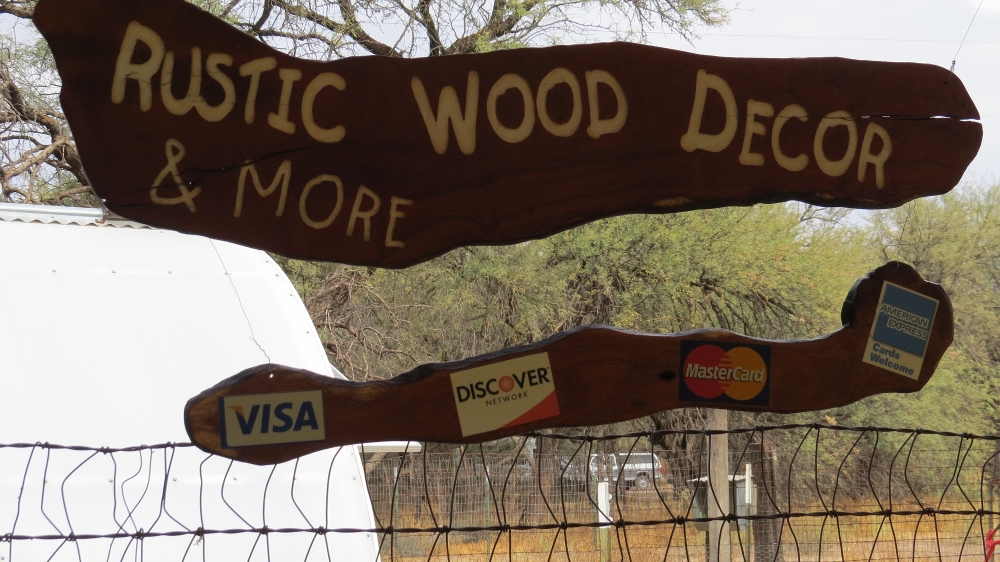 RUSTIC WOOD DECOR
& MORE
VISA
DISCOVER
NETWORK
MasterCard
AMERICAN
EXPRESS
Cards
Welcome